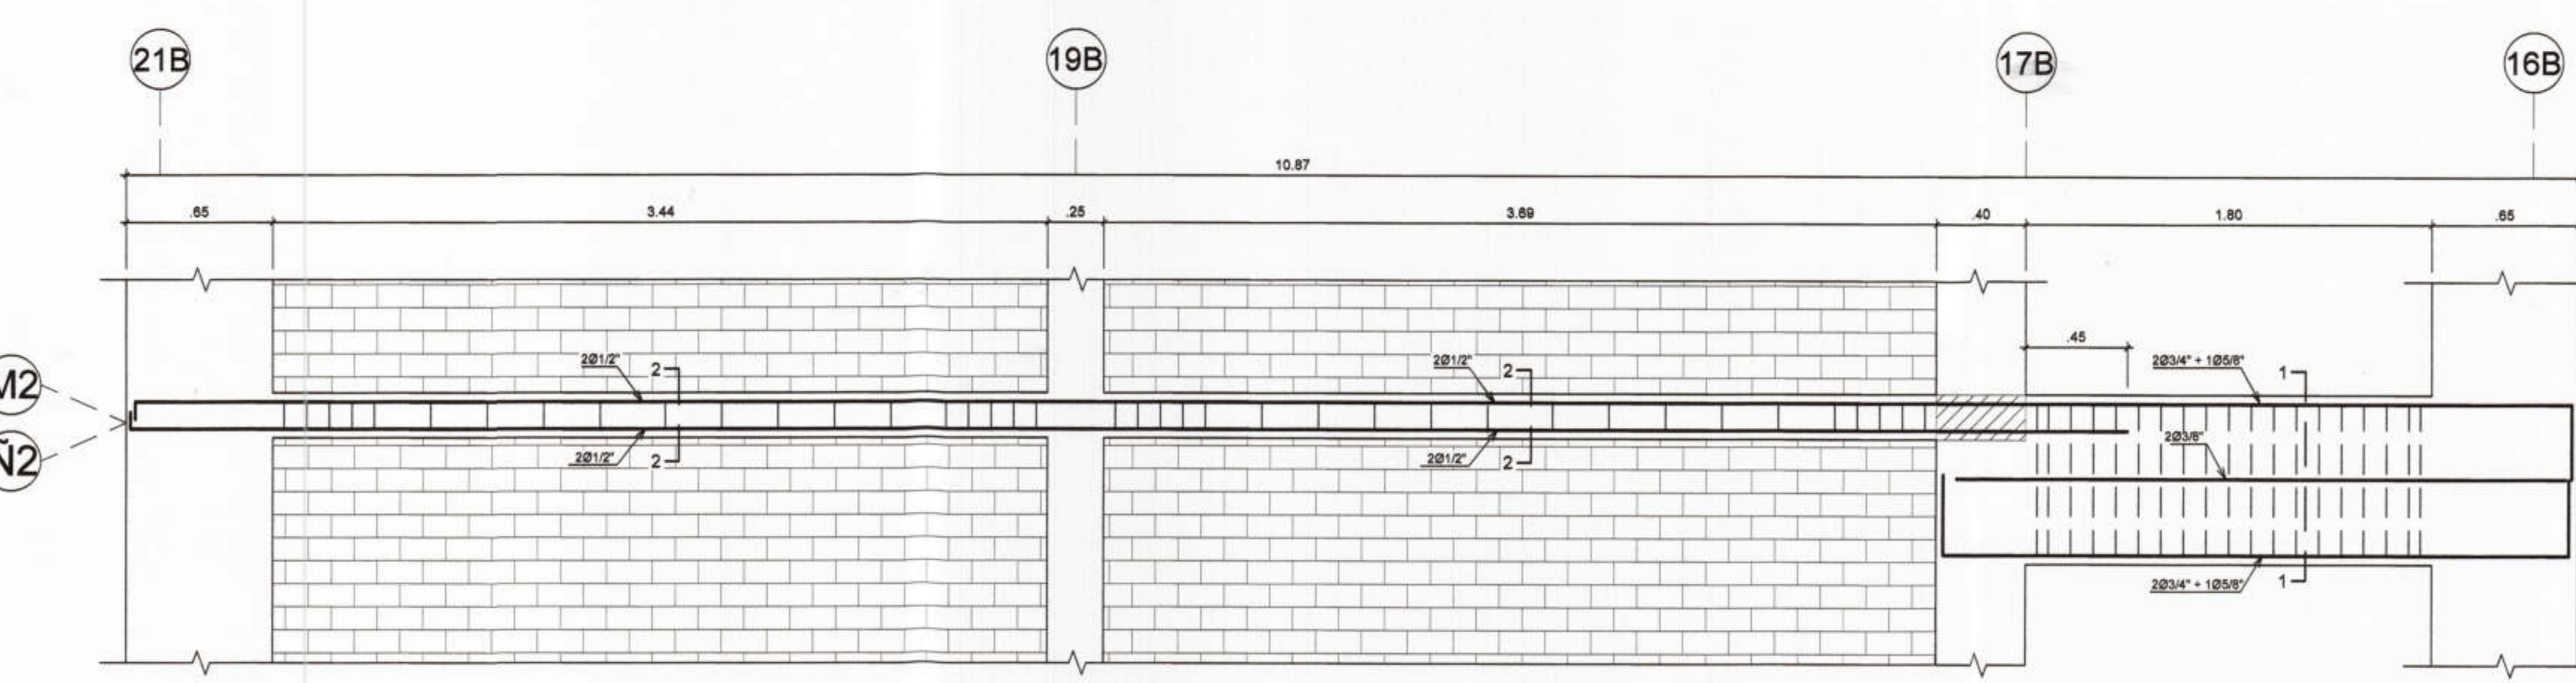 21B 19B 17B 16B
10.87
.65 3.44 .25 3.69 .40 1.80 .65
.45
2Ø1/2" 2 2Ø1/2" 2 2Ø3/4" + 1Ø5/8" 1
M2
2Ø3/8"
Ñ2
2Ø1/2" 2 2Ø1/2" 2
2Ø3/4" + 1Ø5/8" 1